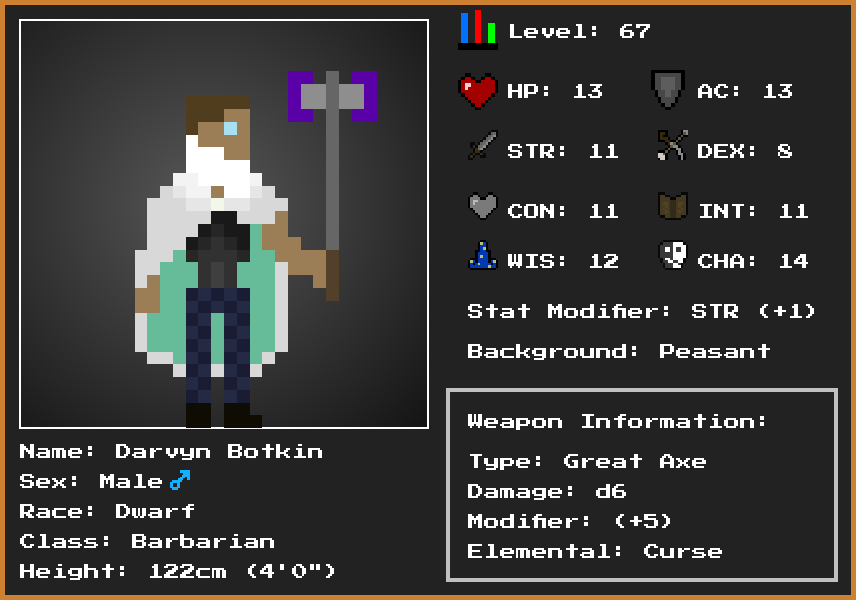 Level: 67
HP: 13 AC: 13
STR: 11 DEX: 8
CON: 11 INT: 11
WIS: 12 CHA: 14
Stat Modifier: STR (+1)
Background: Peasant
Weapon Information:
Type: Great Axe
Damage: d6
Modifier: (+5)
Elemental: Curse
Name: Darvyn Botkin
Sex: Male ♂
Race: Dwarf
Class: Barbarian
Height: 122cm (4'0")